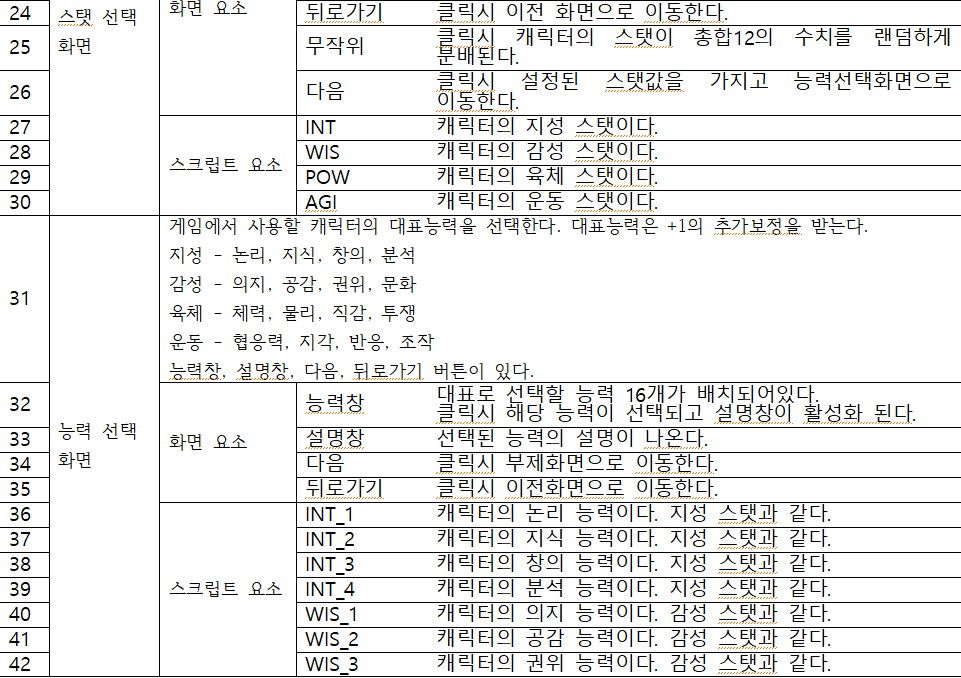 24 스탯 선택 화면 화면 요소 뒤로가기 클릭시 이전 화면으로 이동한다.
25 무작위 클릭시 캐릭터의 스탯이 총합12의 수치를 랜덤하게
분배된다.
26 다음 클릭시 설정된 스탯값을 가지고 능력선택화면으로
이동한다.
27 스크립트 요소 INT 캐릭터의 지성 스탯이다.
28 WIS 캐릭터의 감성 스탯이다.
29 POW 캐릭터의 육체 스탯이다.
30 AGI 캐릭터의 운동 스탯이다.
31 능력 선택 화면 게임에서 사용할 캐릭터의 대표능력을 선택한다. 대표능력은 +1의 추가보정을 받는다.
지성 - 논리, 지식, 창의, 분석
감성 - 의지, 공감, 권위, 문화
육체 - 체력, 물리, 직감, 투쟁
운동 - 협응력, 지각, 반응, 조작
능력창, 설명창, 다음, 뒤로가기 버튼이 있다.
32 화면 요소 능력창 대표로 선택할 능력 16개가 배치되어있다.
클릭시 해당 능력이 선택되고 설명창이 활성화 된다.
33 설명창 선택된 능력의 설명이 나온다.
34 다음 클릭시 부제화면으로 이동한다.
35 뒤로가기 클릭시 이전화면으로 이동한다.
36 스크립트 요소 INT_1 캐릭터의 논리 능력이다. 지성 스탯과 같다.
37 INT_2 캐릭터의 지식 능력이다. 지성 스탯과 같다.
38 INT_3 캐릭터의 창의 능력이다. 지성 스탯과 같다.
39 INT_4 캐릭터의 분석 능력이다. 지성 스탯과 같다.
40 WIS_1 캐릭터의 의지 능력이다. 감성 스탯과 같다.
41 WIS_2 캐릭터의 공감 능력이다. 감성 스탯과 같다.
42 WIS_3 캐릭터의 권위 능력이다. 감성 스탯과 같다.